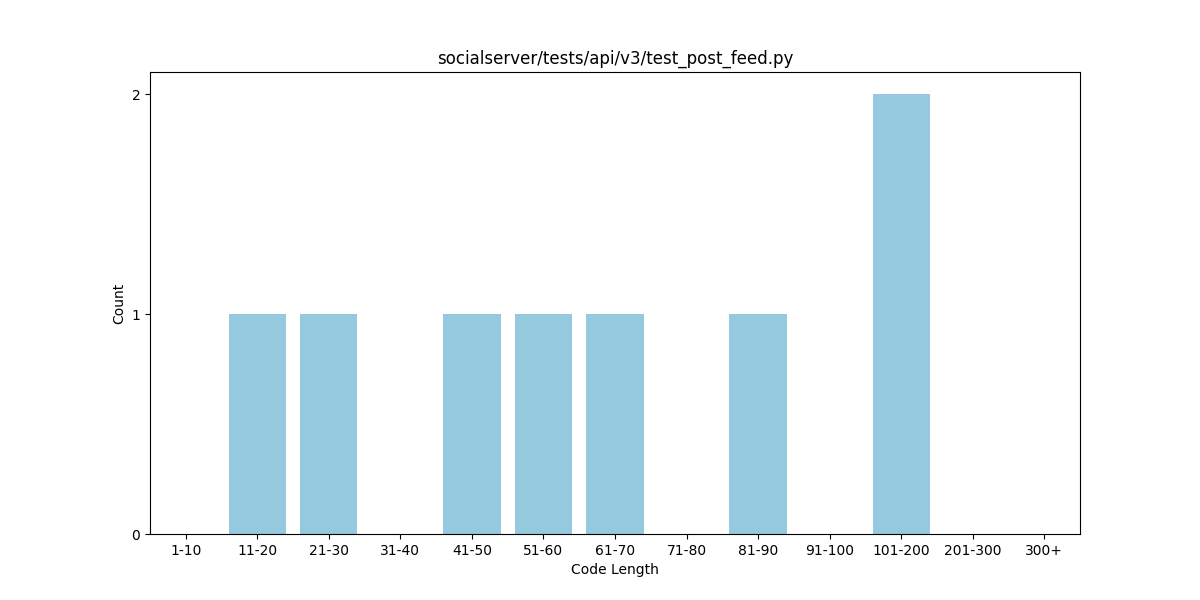 socialserver/tests/api/v3/test_post_feed.py
2
1
0
Count
1-10 11-20 21-30 31-40 41-50 51-60 61-70 71-80 81-90 91-100 101-200 201-300 300+
Code Length